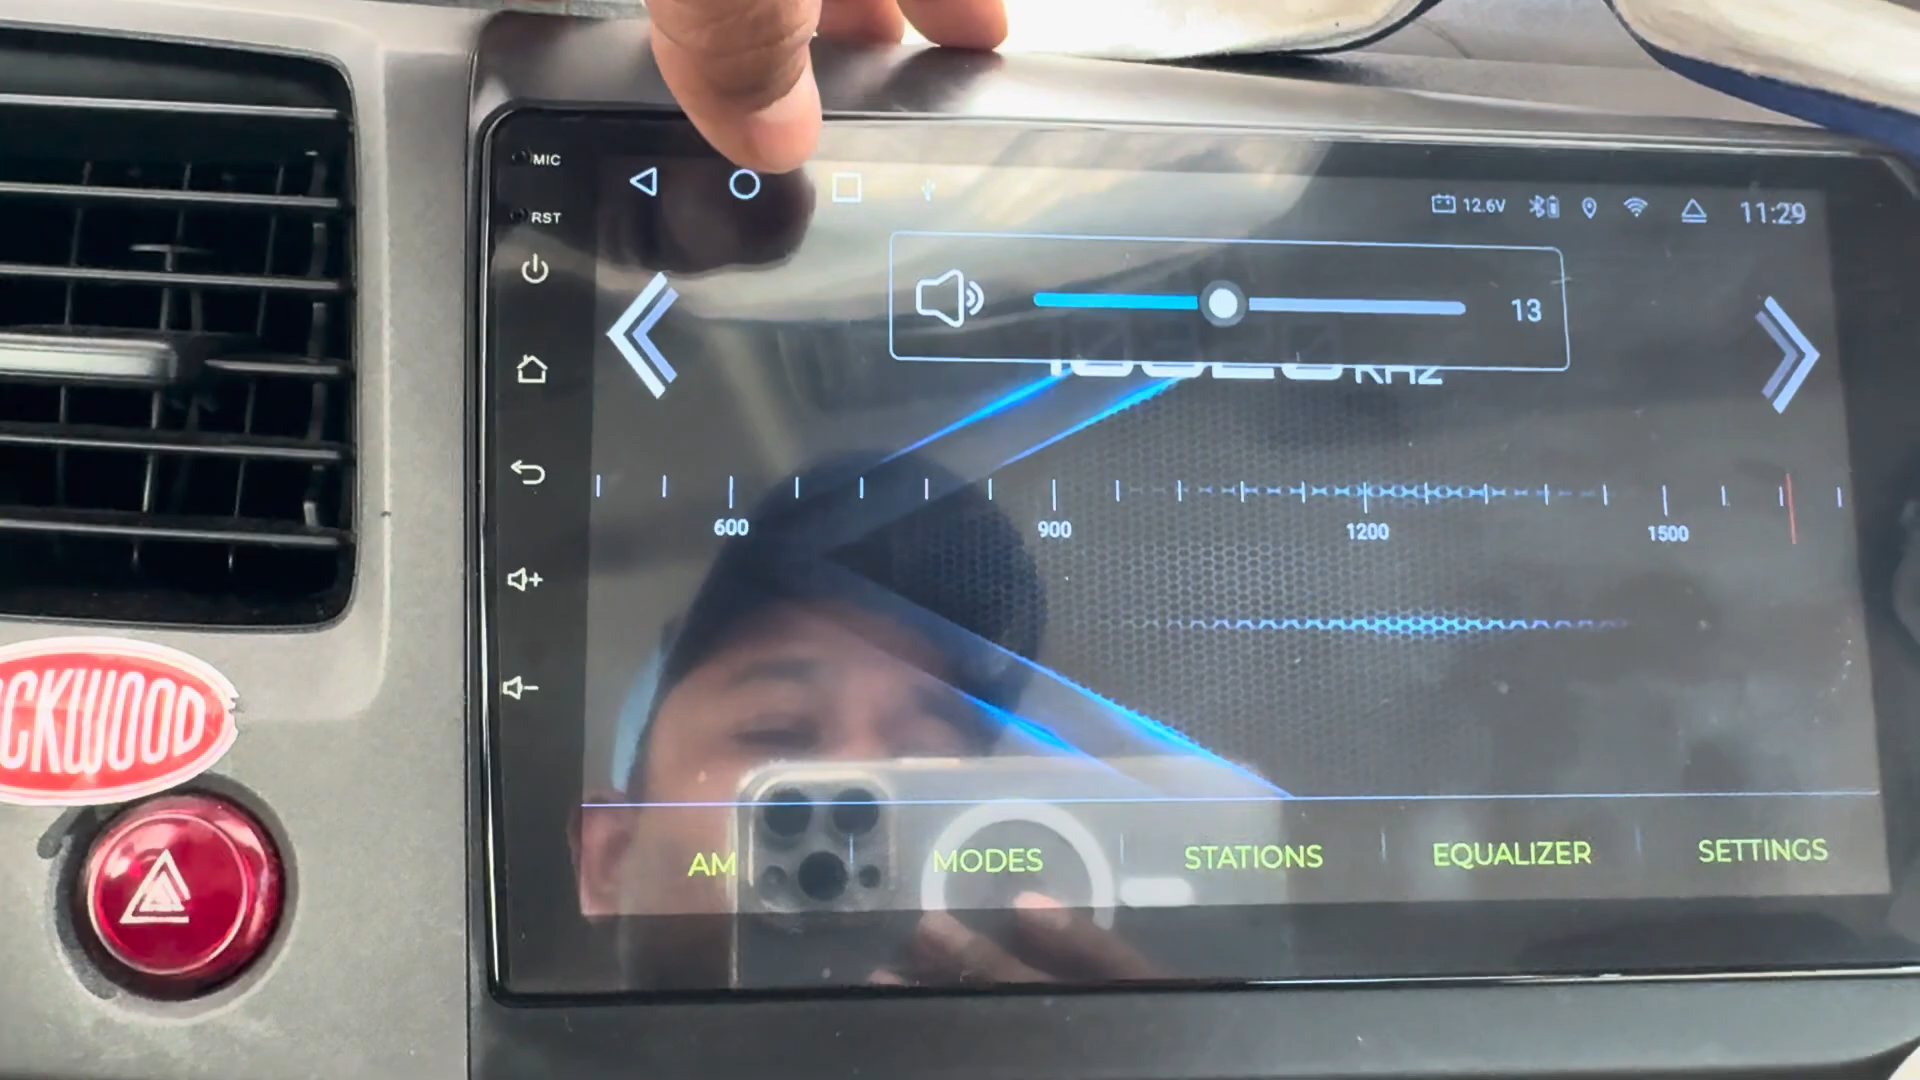 MIC
RST
12.6V
11:29
13
KHz
600 900 1200 1500
CKWOOD
AM MODES STATIONS EQUALIZER SETTINGS